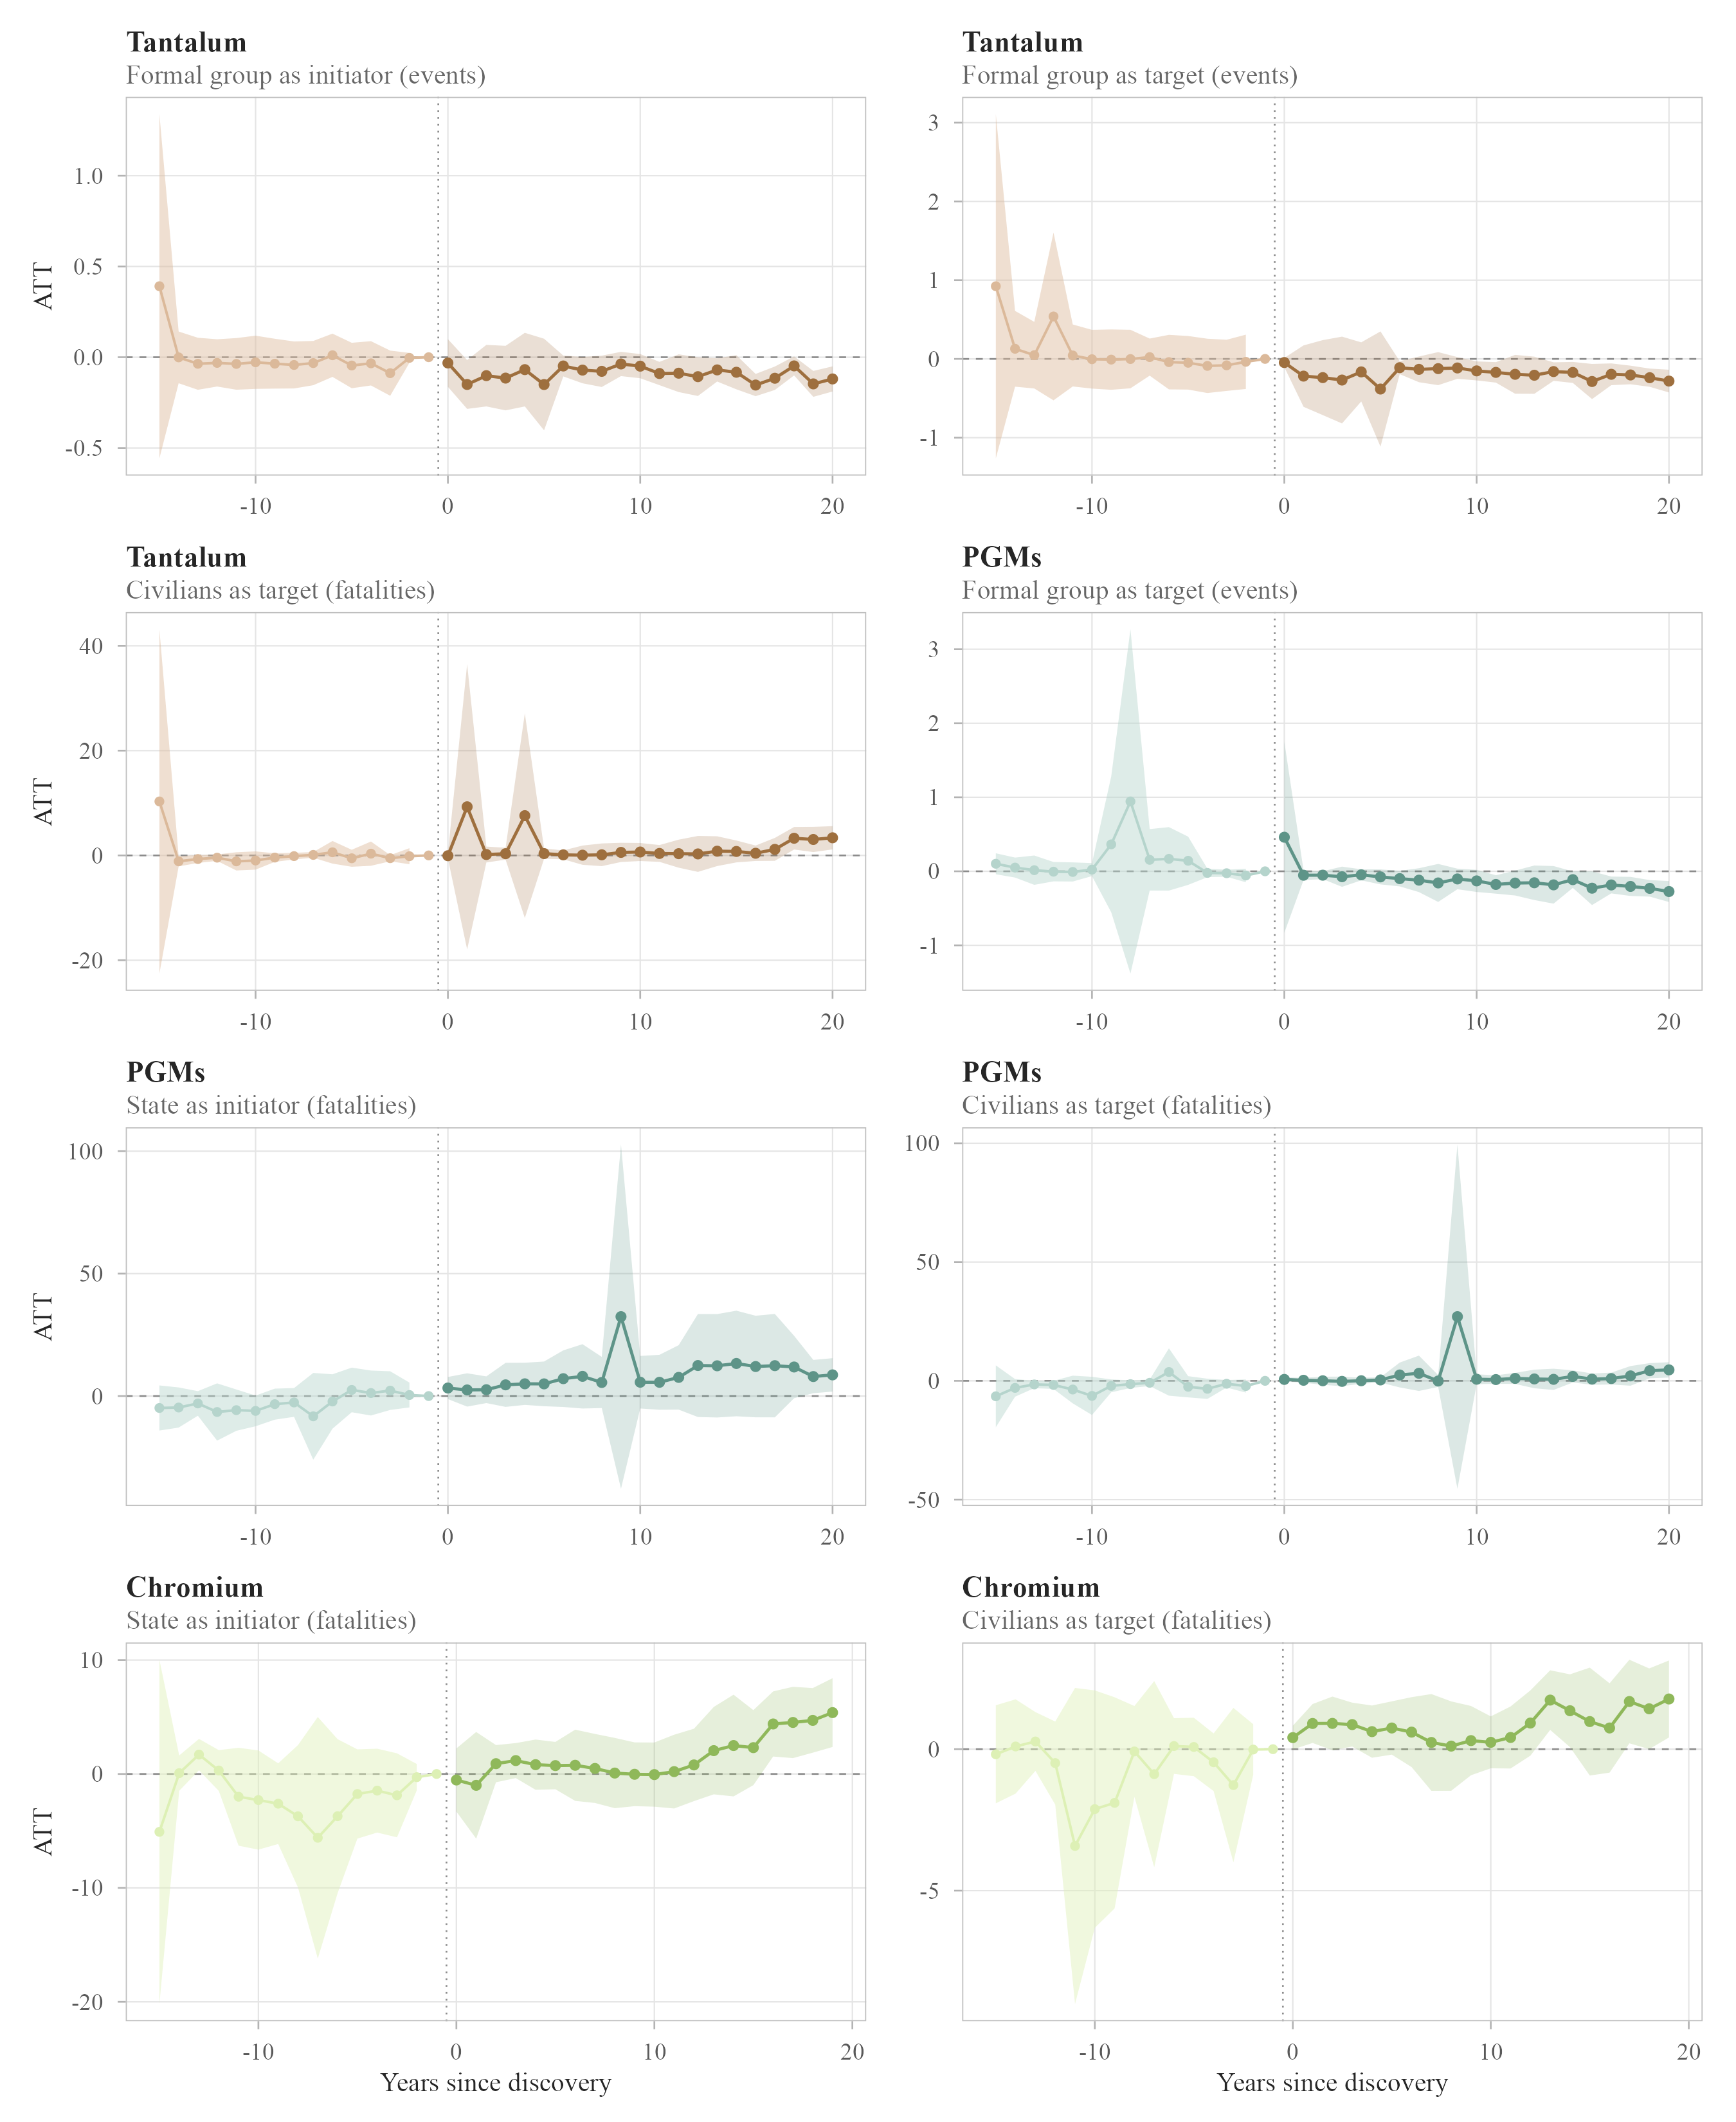 Tantalum
Formal group as initiator (events)
ATT
1.0
0.5
0.0
-0.5
-10
0
10
20
Tantalum
Formal group as target (events)
3
2
1
0
-1
-10
0
10
20
Tantalum
Civilians as target (fatalities)
ATT
40
20
0
-20
-10
0
10
20
PGMs
Formal group as target (events)
3
2
1
0
-1
-10
0
10
20
PGMs
State as initiator (fatalities)
ATT
100
50
0
-10
0
10
20
PGMs
Civilians as target (fatalities)
100
50
0
-50
-10
0
10
20
Chromium
State as initiator (fatalities)
ATT
10
0
-10
-20
-10
0
10
20
Years since discovery
Chromium
Civilians as target (fatalities)
0
-5
-10
0
10
20
Years since discovery